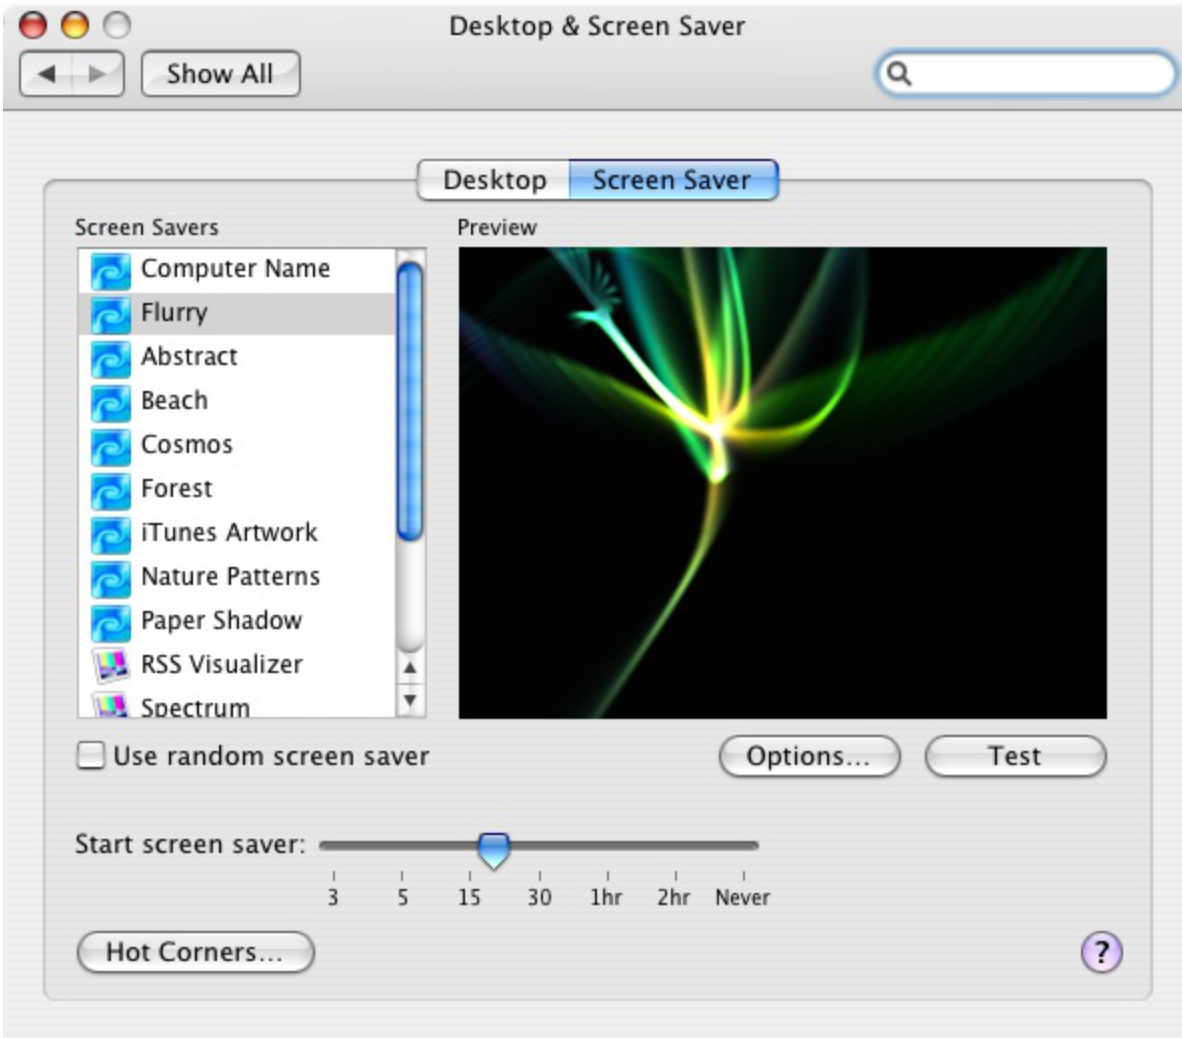 Desktop & Screen Saver
Show All
Desktop Screen Saver
Screen Savers Preview
Computer Name
Flurry
Abstract
Beach
Cosmos
Forest
iTunes Artwork
Nature Patterns
Paper Shadow
RSS Visualizer
Spectrum
Use random screen saver Options... Test
Start screen saver:
3 5 15 30 1hr 2hr Never
Hot Corners... ?